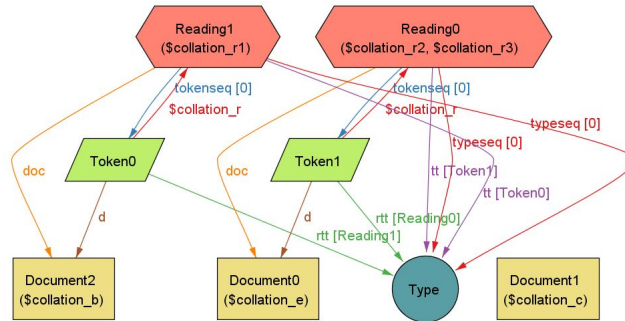 Reading1
($collation_r1)
Reading0
($collation_r2, $collation_r3)
tokenseq [0]
$collation_r
tokenseq [0]
$collation_r
typeseq [0]
typeseq [0]
Token0
Token1
doc
doc
tt [Token1]
tt [Token0]
d
d
rtt [Reading0]
rtt [Reading1]
Document2
($collation_b)
Document0
($collation_e)
Type
Document1
($collation_c)